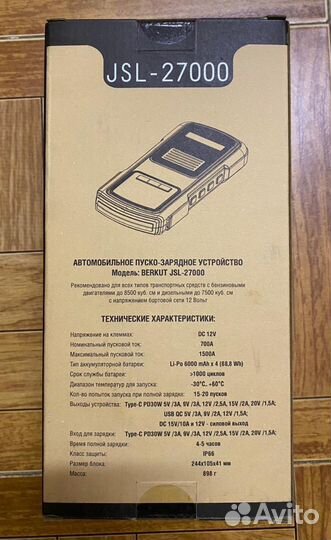 JSL-27000
АВТОМОБИЛЬНОЕ ПУСКО-ЗАРЯДНОЕ УСТРОЙСТВО
Модель: BERKUT JSL-27000
Рекомендовано для всех типов транспортных средств с бензиновыми
двигателями до 8500 куб. см и дизельными до 7500 куб. см
с напряжением бортовой сети 12 Вольт
ТЕХНИЧЕСКИЕ ХАРАКТЕРИСТИКИ:
Напряжение на клеммах: DC 12V
Номинальный пусковой ток: 700A
Максимальный пусковой ток: 1500A
Тип аккумуляторной батареи: Li-Po 6000 mAh x 4 (88,8 Wh)
Срок службы батареи: >1000 циклов
Диапазон температур для запуска: -30°C. +60°C
Кол-во попыток запуска при полной зарядке: 15-20 пусков
Выходы устройства: Type-C PD30W 5V /3A, 9V /3A, 12V /2,5A, 15V /2A, 20V /1,5A;
USB QC 5V /3A, 9V /2A, 12V /1,5A;
DC 15V/10A и 12V - силовой выход
Вход для зарядки: Type-C PD30W 5V /3A, 9V /3A, 12V /2,5A, 15V /2A, 20V /1,5A
Время полной зарядки: 4-5 часов
Класс защиты: IP66
Размер блока: 244x105x41 мм
Масса: 898 г
Avito